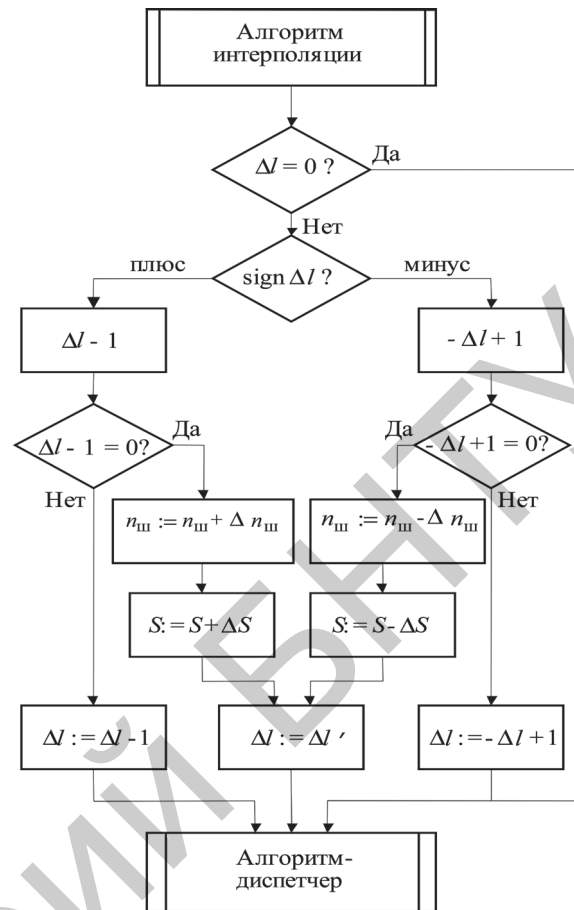 Алгоритм
интерполяции
Δl = 0 ?
Да
Нет
sign Δl ?
плюс
минус
Δl - 1
- Δl + 1
Δl - 1 = 0?
Да
Нет
Да
- Δl +1 = 0?
Нет
nш := nш + Δ nш
nш := nш - Δ nш
S: = S + ΔS
S: = S - ΔS
Δl : = Δl -1
Δl : = Δl ′
Δl : = - Δl + 1
Алгоритм-
диспетчер
ИЙ БНТУ